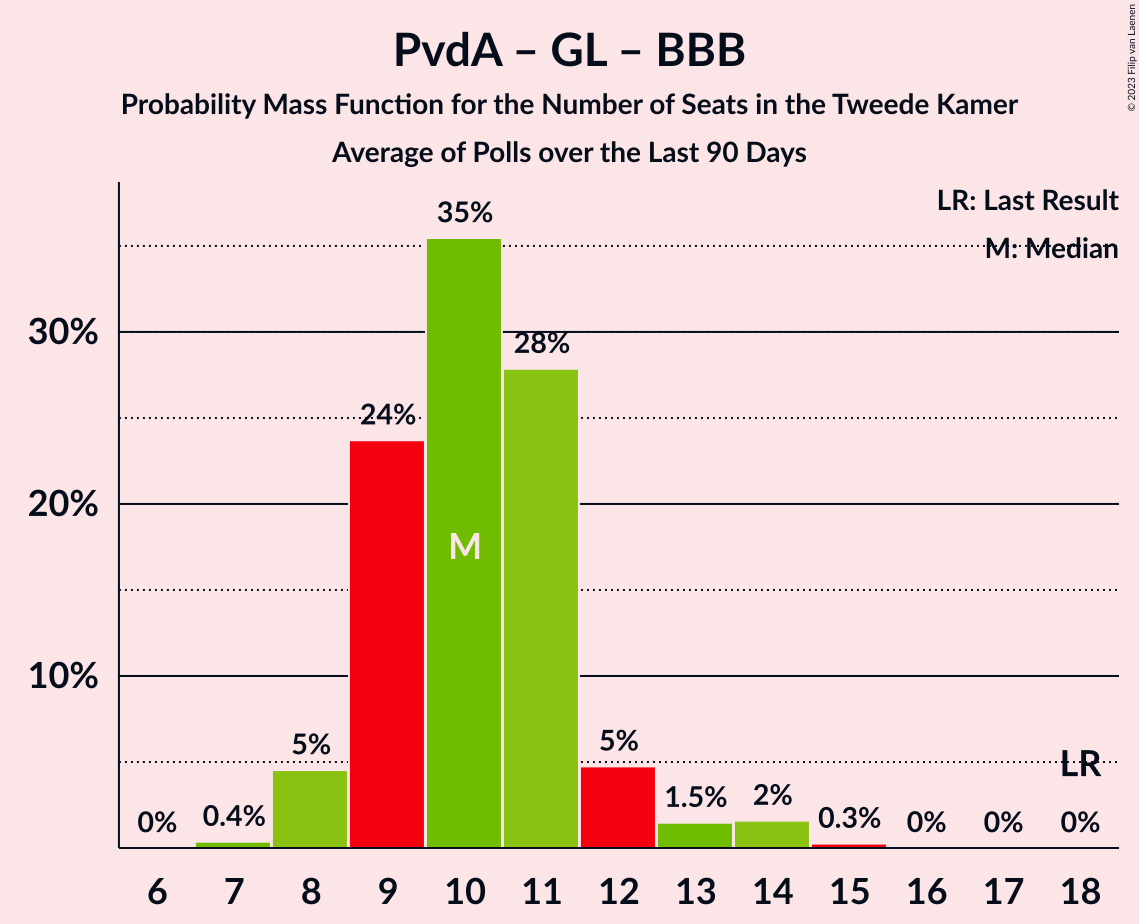 PvdA – GL – BBB
Probability Mass Function for the Number of Seats in the Tweede Kamer
Average of Polls over the Last 90 Days
© 2023 Filip van Laenen
LR: Last Result
M: Median
30%
20%
10%
0%
0.4%
5%
24%
35%
28%
5%
1.5%
2%
0.3%
0%
0%
0%
M
LR
6 7 8 9 10 11 12 13 14 15 16 17 18